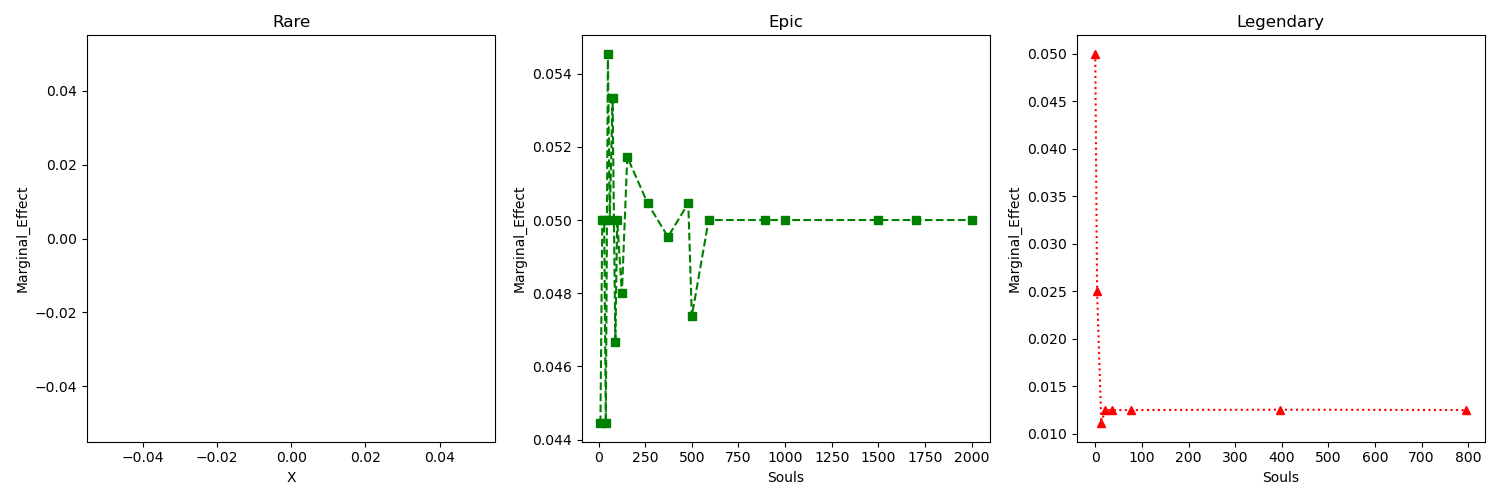 Rare
Marginal_Effect
0.04
0.02
0.00
−0.02
−0.04
−0.04 −0.02 0.00 0.02 0.04
X
Epic
Marginal_Effect
0.054
0.052
0.050
0.048
0.046
0.044
0 250 500 750 1000 1250 1500 1750 2000
Souls
Legendary
Marginal_Effect
0.050
0.045
0.040
0.035
0.030
0.025
0.020
0.015
0.010
0 100 200 300 400 500 600 700 800
Souls